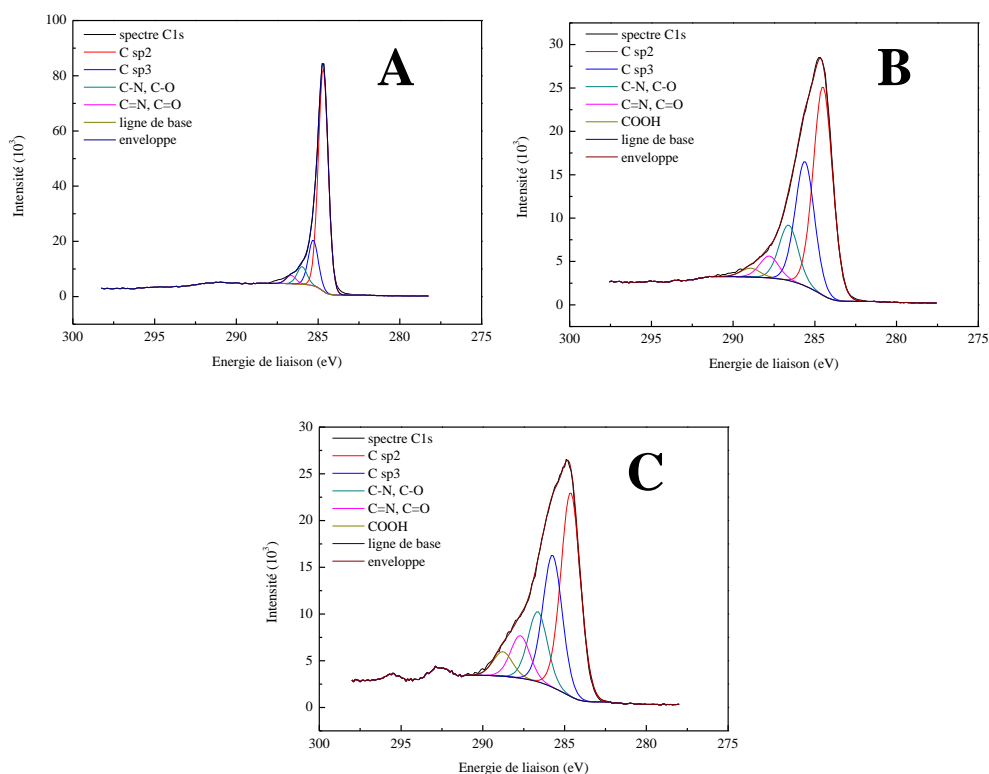 A
spectre C1s
C sp2
C sp3
C-N, C-O
C=N, C=O
ligne de base
enveloppe
Intensité (10³)
100
80
60
40
20
0
300 295 290 285 280 275
Energie de liaison (eV)
B
spectre C1s
C sp2
C sp3
C-N, C-O
C=N, C=O
COOH
ligne de base
enveloppe
Intensité (10³)
30
25
20
15
10
5
0
300 295 290 285 280 275
Energie de liaison (eV)
C
spectre C1s
C sp2
C sp3
C-N, C-O
C=N, C=O
COOH
ligne de base
enveloppe
Intensité (10³)
30
25
20
15
10
5
0
300 295 290 285 280 275
Energie de liaison (eV)